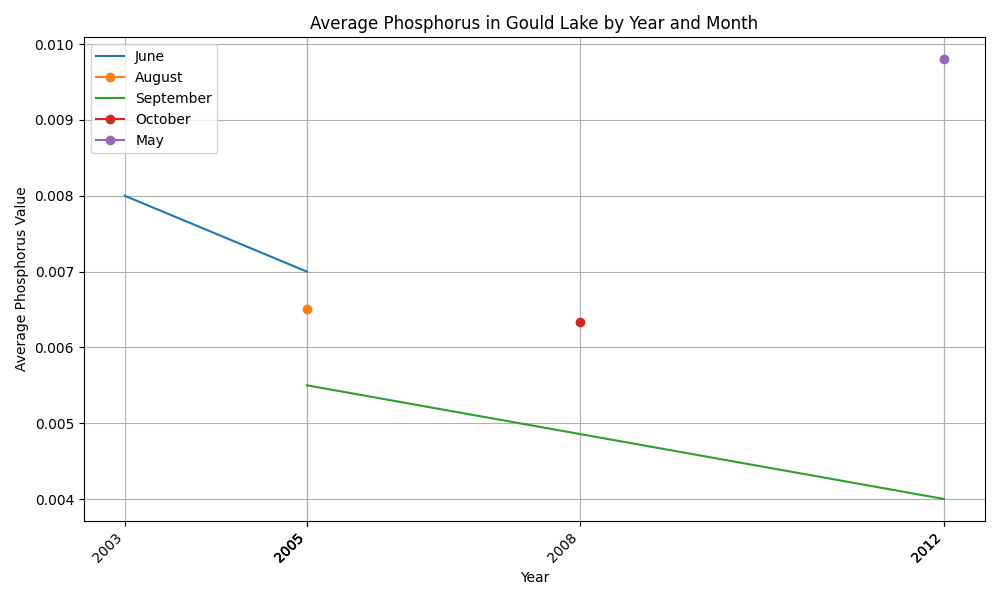 Average Phosphorus in Gould Lake by Year and Month
0.010
0.009
0.008
0.007
0.006
0.005
0.004
Average Phosphorus Value
June
August
September
October
May
2003
2005
2008
2012
Year